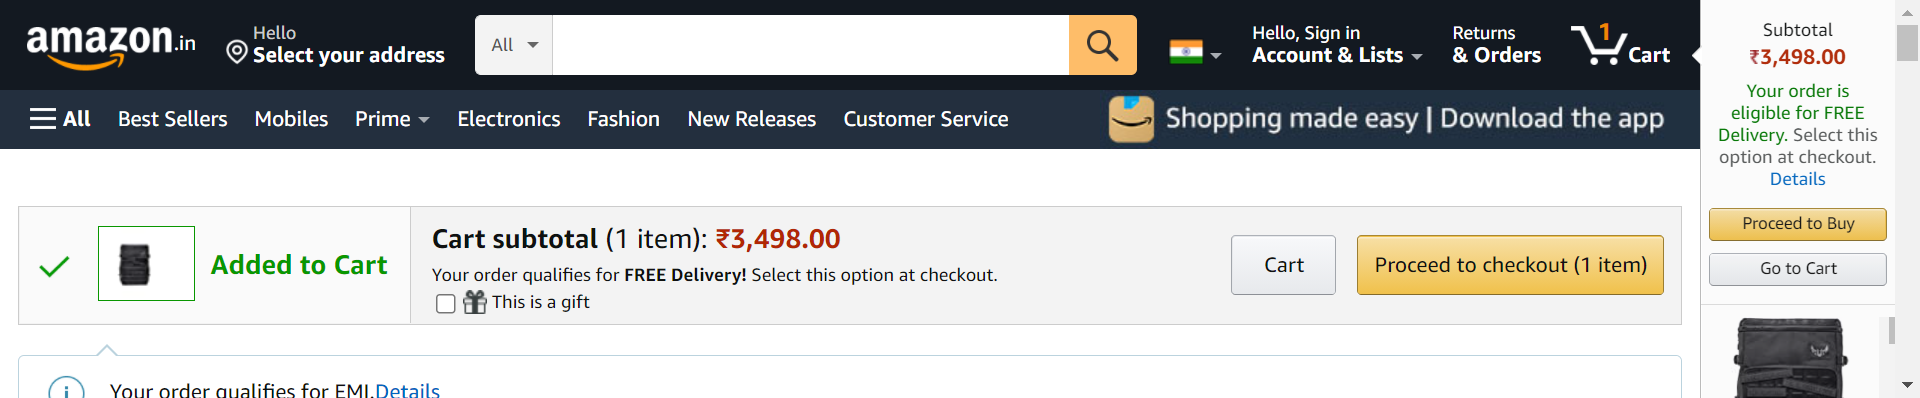 amazon.in
Hello
Select your address
All
Hello, Sign in
Account & Lists
Returns
& Orders
1
Cart
All
Best Sellers
Mobiles
Prime
Electronics
Fashion
New Releases
Customer Service
Shopping made easy | Download the app
Subtotal
₹3,498.00
Your order is
eligible for FREE
Delivery. Select this
option at checkout.
Details
Proceed to Buy
Go to Cart
Added to Cart
Cart subtotal (1 item): ₹3,498.00
Your order qualifies for FREE Delivery! Select this option at checkout.
This is a gift
Cart
Proceed to checkout (1 item)
Your order qualifies for EMI.Details